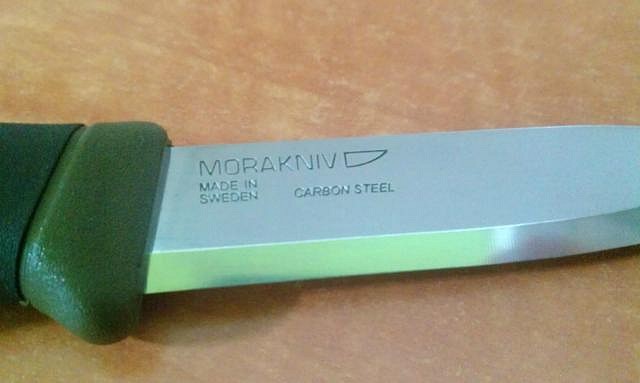 MORAKNIV
MADE IN
SWEDEN
CARBON STEEL